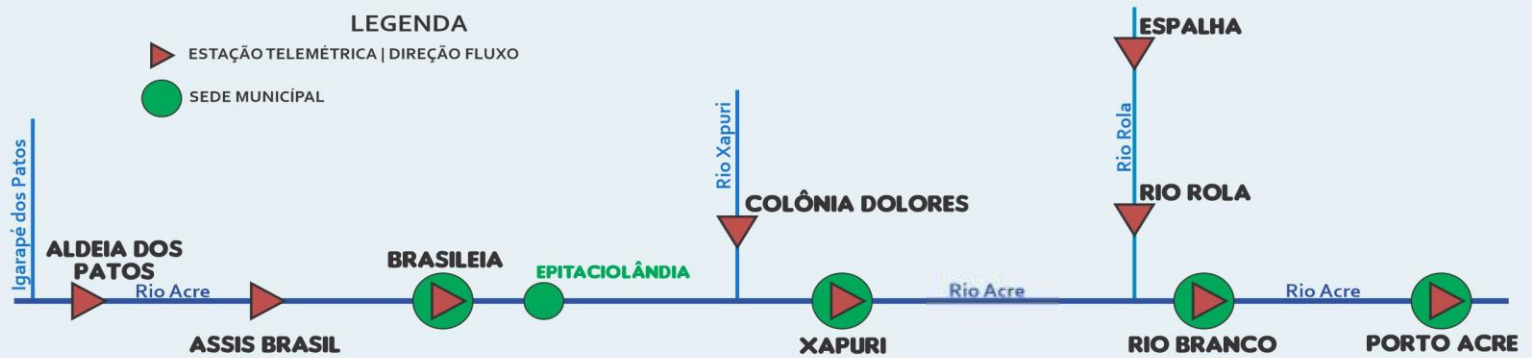 LEGENDA
ESTAÇÃO TELEMÉTRICA | DIREÇÃO FLUXO
SEDE MUNICÍPAL
Igarapé dos Patos
ALDEIA DOS
PATOS
Rio Acre
ASSIS BRASIL
BRASILEIA
EPITACIOLÂNDIA
Rio Xapuri
COLÔNIA DOLORES
XAPURI
Rio Acre
ESPALHA
Rio Rola
RIO ROLA
RIO BRANCO
Rio Acre
PORTO ACRE